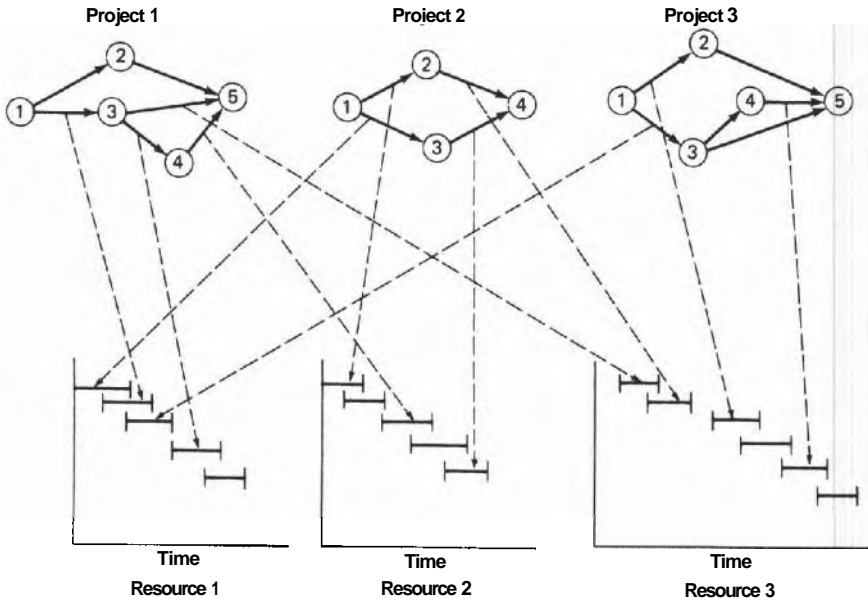 Project 1 Project 2 Project 3
2 2 2
1 3 5 1 4 1 4 5
4 3 3
Time Time Time
Resource 1 Resource 2 Resource 3